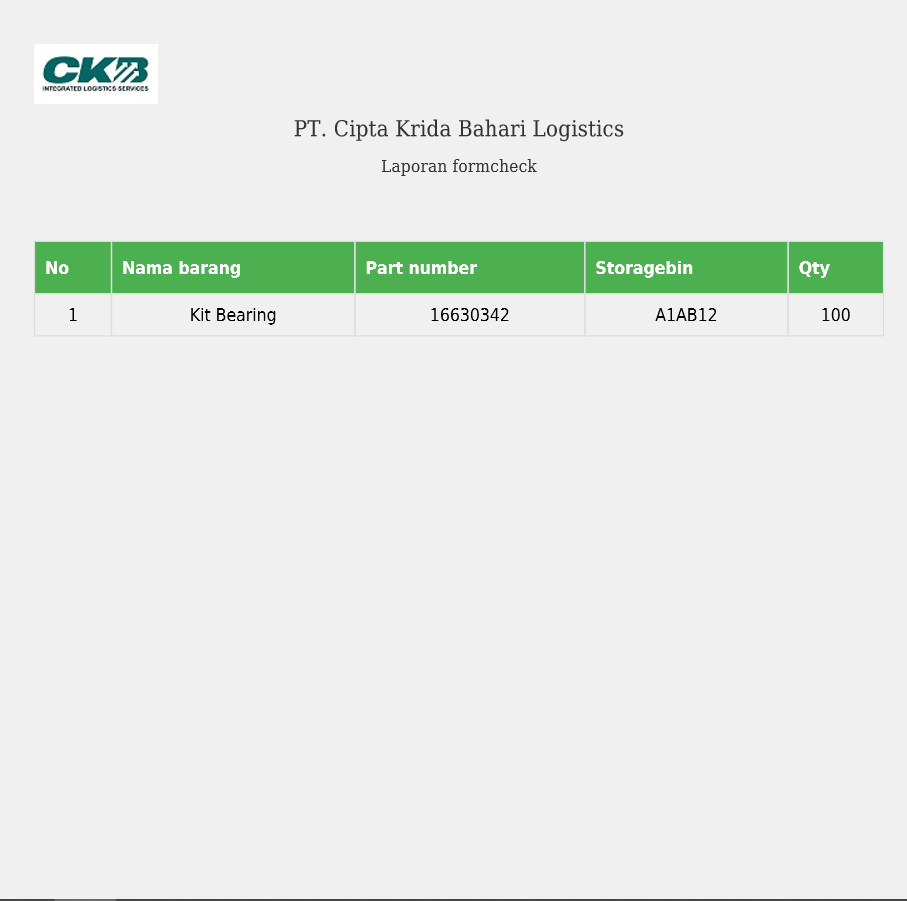 CKB
INTEGRATED LOGISTICS SERVICES
PT. Cipta Krida Bahari Logistics
Laporan formcheck
No Nama barang Part number Storagebin Qty
1 Kit Bearing 16630342 A1AB12 100